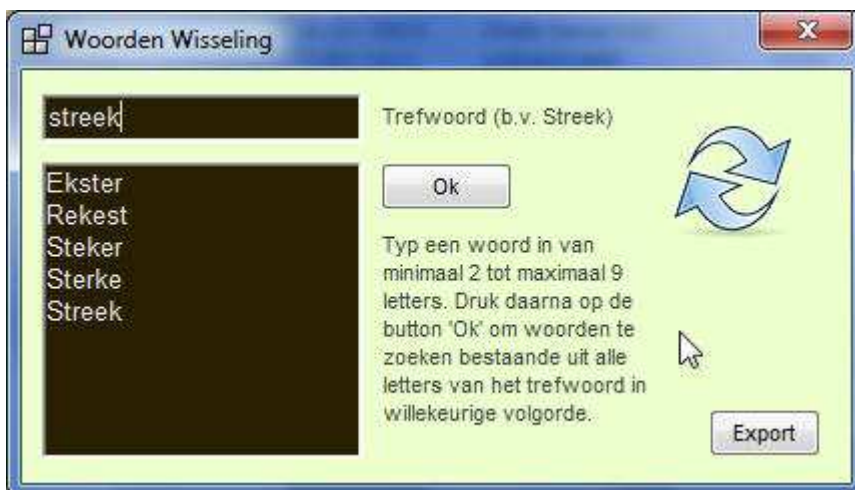 Woorden Wisseling
streek
Trefwoord (b.v. Streek)
Ekster
Rekest
Steker
Sterke
Streek
Ok
Typ een woord in van
minimaal 2 tot maximaal 9
letters. Druk daarna op de
button 'Ok' om woorden te
zoeken bestaande uit alle
letters van het trefwoord in
willekeurige volgorde.
Export